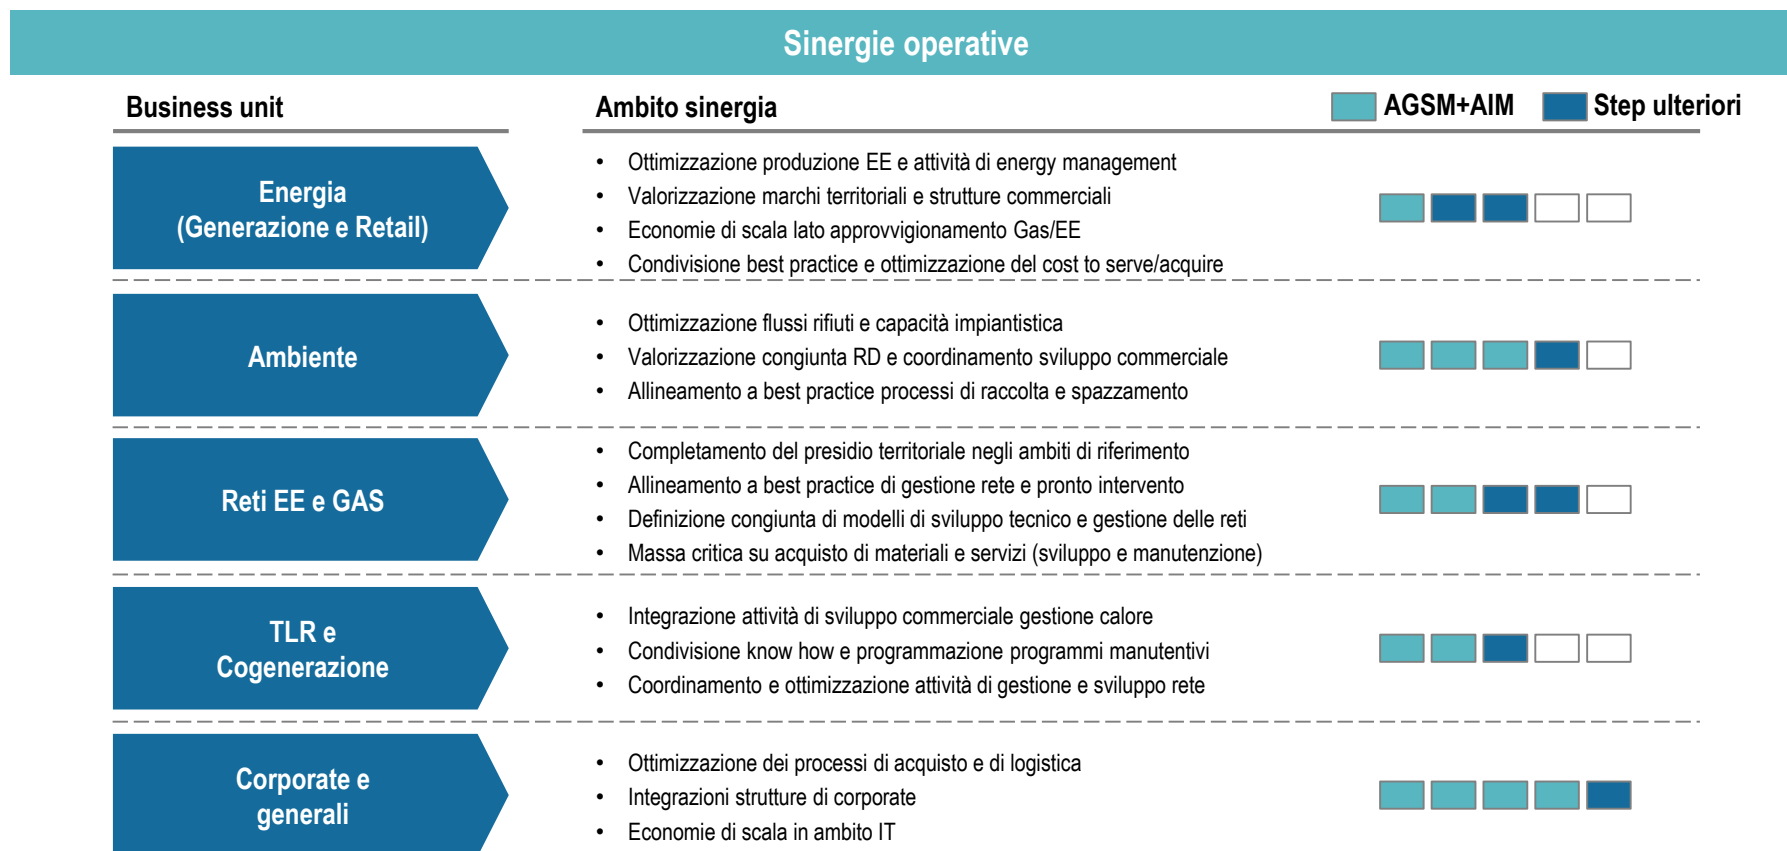 Sinergie operative
Business unit
Ambito sinergia
AGSM+AIM
Step ulteriori
Energia
(Generazione e Retail)
• Ottimizzazione produzione EE e attività di energy management
• Valorizzazione marchi territoriali e strutture commerciali
• Economie di scala lato approvvigionamento Gas/EE
• Condivisione best practice e ottimizzazione del cost to serve/acquire
Ambiente
• Ottimizzazione flussi rifiuti e capacità impiantistica
• Valorizzazione congiunta RD e coordinamento sviluppo commerciale
• Allineamento a best practice processi di raccolta e spazzamento
Reti EE e GAS
• Completamento del presidio territoriale negli ambiti di riferimento
• Allineamento a best practice di gestione rete e pronto intervento
• Definizione congiunta di modelli di sviluppo tecnico e gestione delle reti
• Massa critica su acquisto di materiali e servizi (sviluppo e manutenzione)
TLR e
Cogenerazione
• Integrazione attività di sviluppo commerciale gestione calore
• Condivisione know how e programmazione programmi manutentivi
• Coordinamento e ottimizzazione attività di gestione e sviluppo rete
Corporate e
generali
• Ottimizzazione dei processi di acquisto e di logistica
• Integrazioni strutture di corporate
• Economie di scala in ambito IT